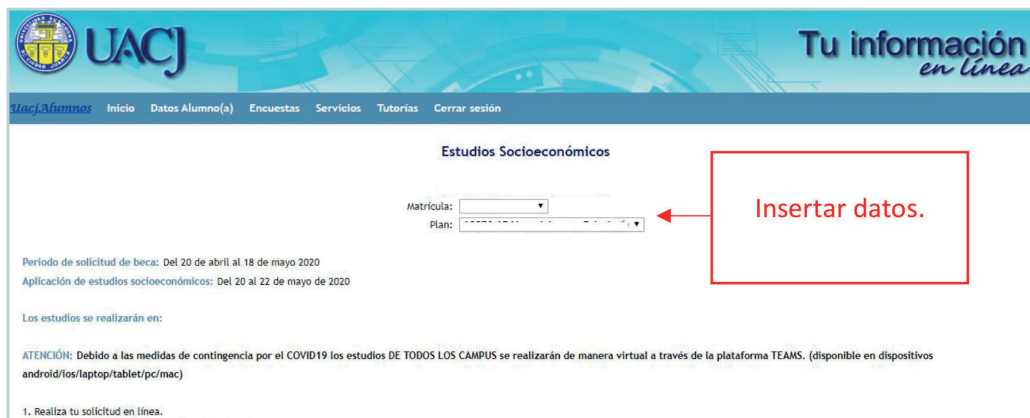 UACJ
Tu información
en línea
UacjAlumnos Inicio Datos Alumno(a) Encuestas Servicios Tutorías Cerrar sesión
Estudios Socioeconómicos
Matrícula:
Plan:
Insertar datos.
Periodo de solicitud de beca: Del 20 de abril al 18 de mayo 2020
Aplicación de estudios socioeconómicos: Del 20 al 22 de mayo de 2020
Los estudios se realizarán en:
ATENCIÓN: Debido a las medidas de contingencia por el COVID19 los estudios DE TODOS LOS CAMPUS se realizarán de manera virtual a través de la plataforma TEAMS. (disponible en dispositivos
android/ios/laptop/tablet/pc/mac)
1. Realiza tu solicitud en línea.